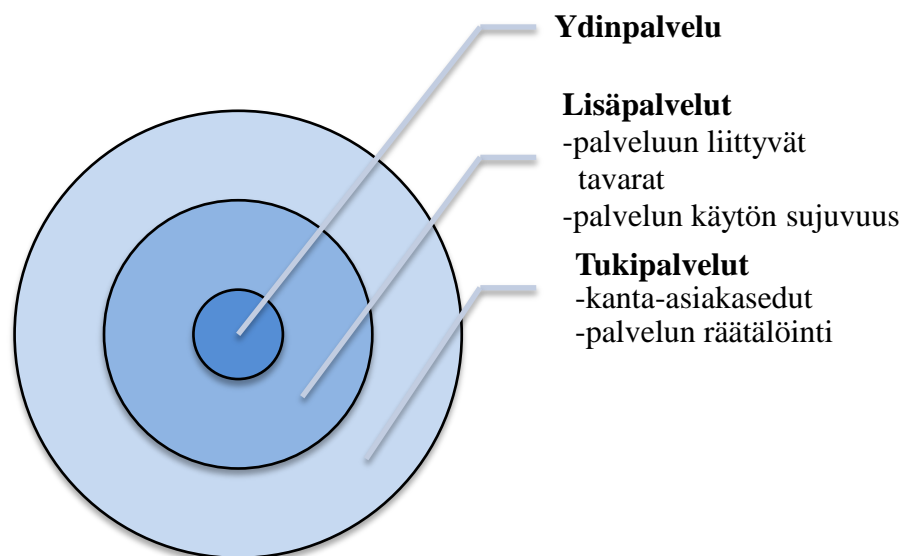 Ydinpalvelu
Lisäpalvelut
-palveluun liittyvät
tavarat
-palvelun käytön sujuvuus
Tukipalvelut
-kanta-asiakasedut
-palvelun räätälöinti